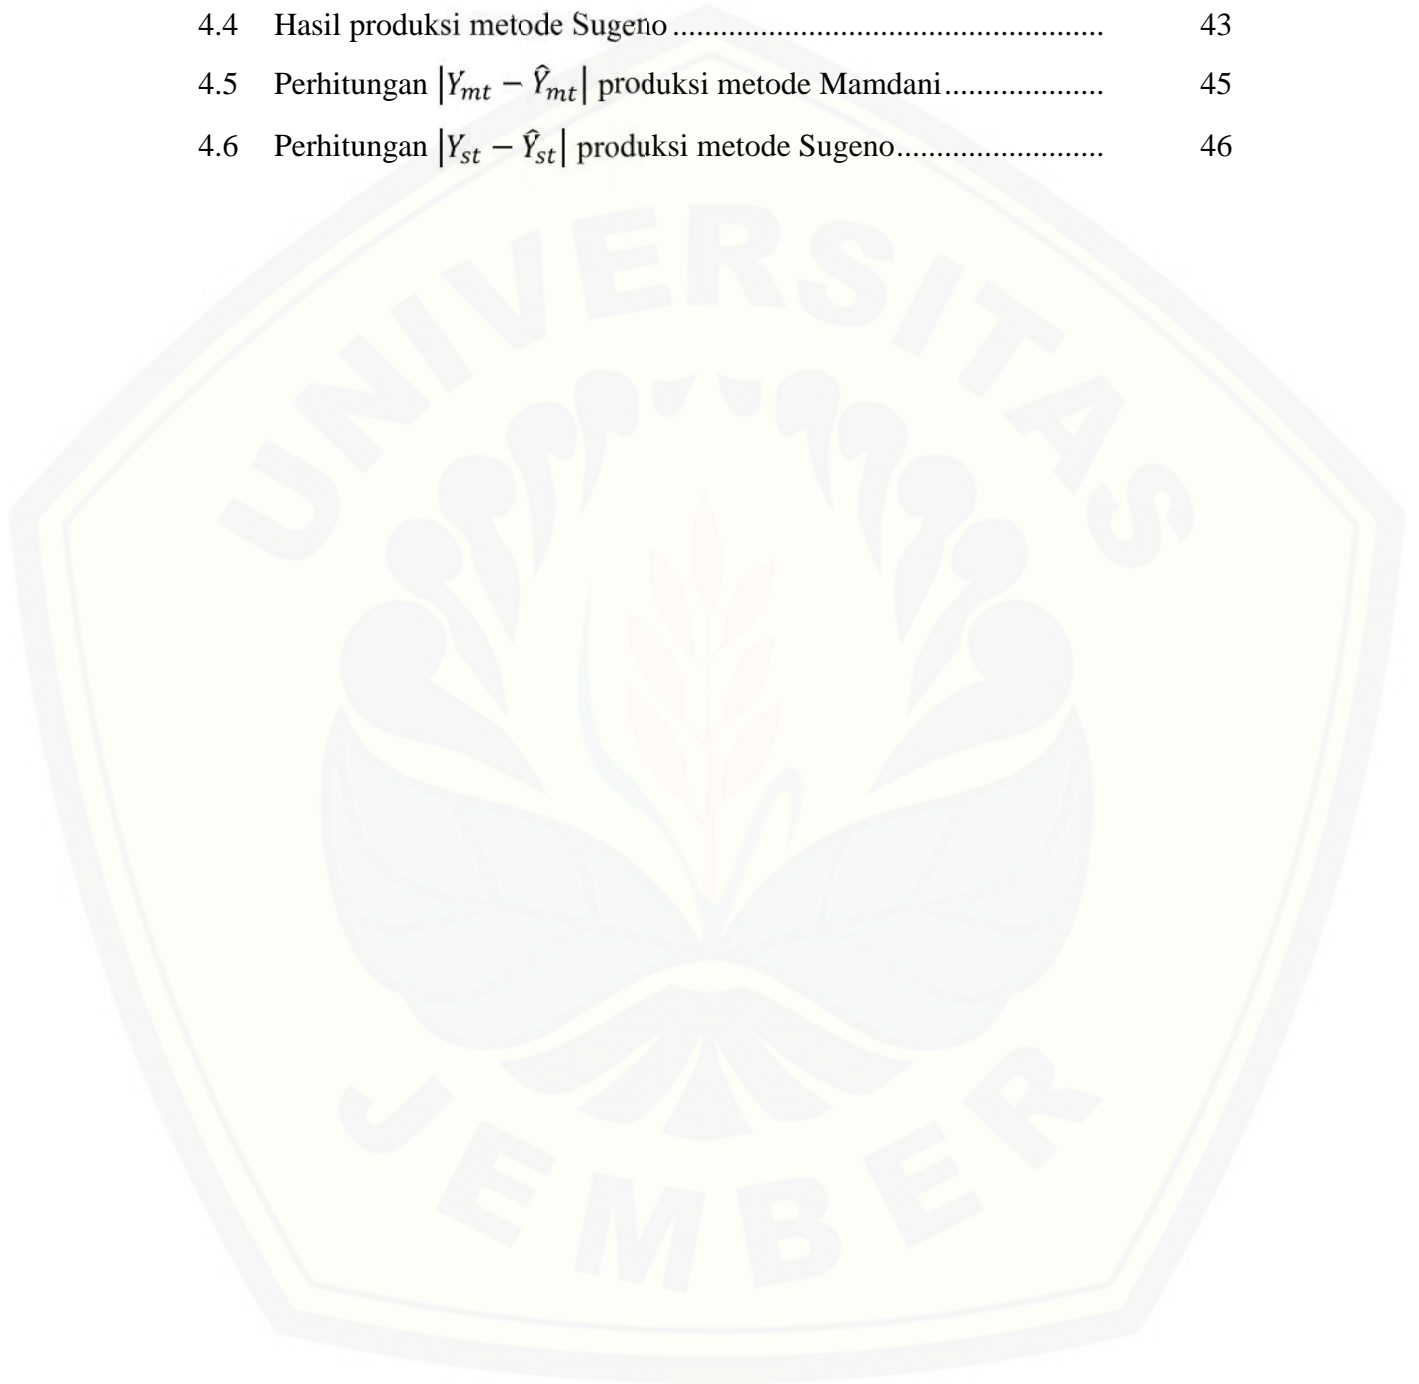 4.4 Hasil produksi metode Sugeno ...................................................... 43
4.5 Perhitungan |Y_mt − Ŷ_mt| produksi metode Mamdani .................... 45
4.6 Perhitungan |Y_st − Ŷ_st| produksi metode Sugeno .......................... 46
UNIVERSITAS
JEMBER